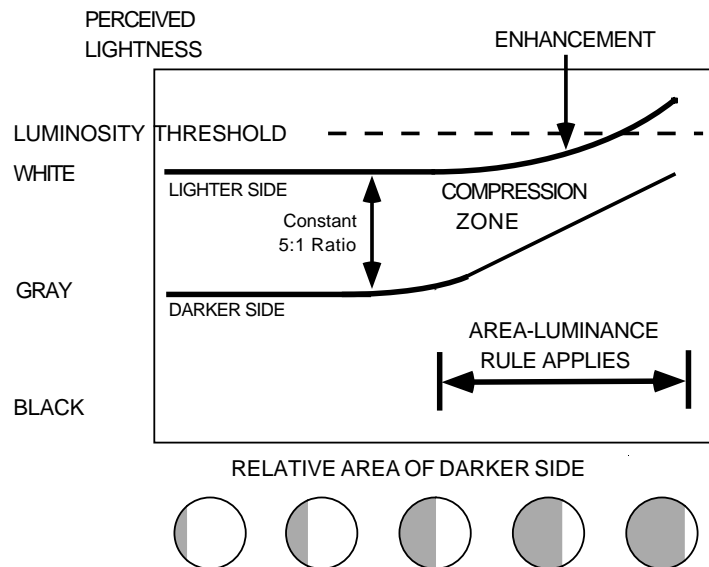 PERCEIVED
LIGHTNESS
ENHANCEMENT
LUMINOSITY THRESHOLD
WHITE
LIGHTER SIDE
COMPRESSION
ZONE
Constant
5:1 Ratio
GRAY
DARKER SIDE
AREA-LUMINANCE
RULE APPLIES
BLACK
RELATIVE AREA OF DARKER SIDE